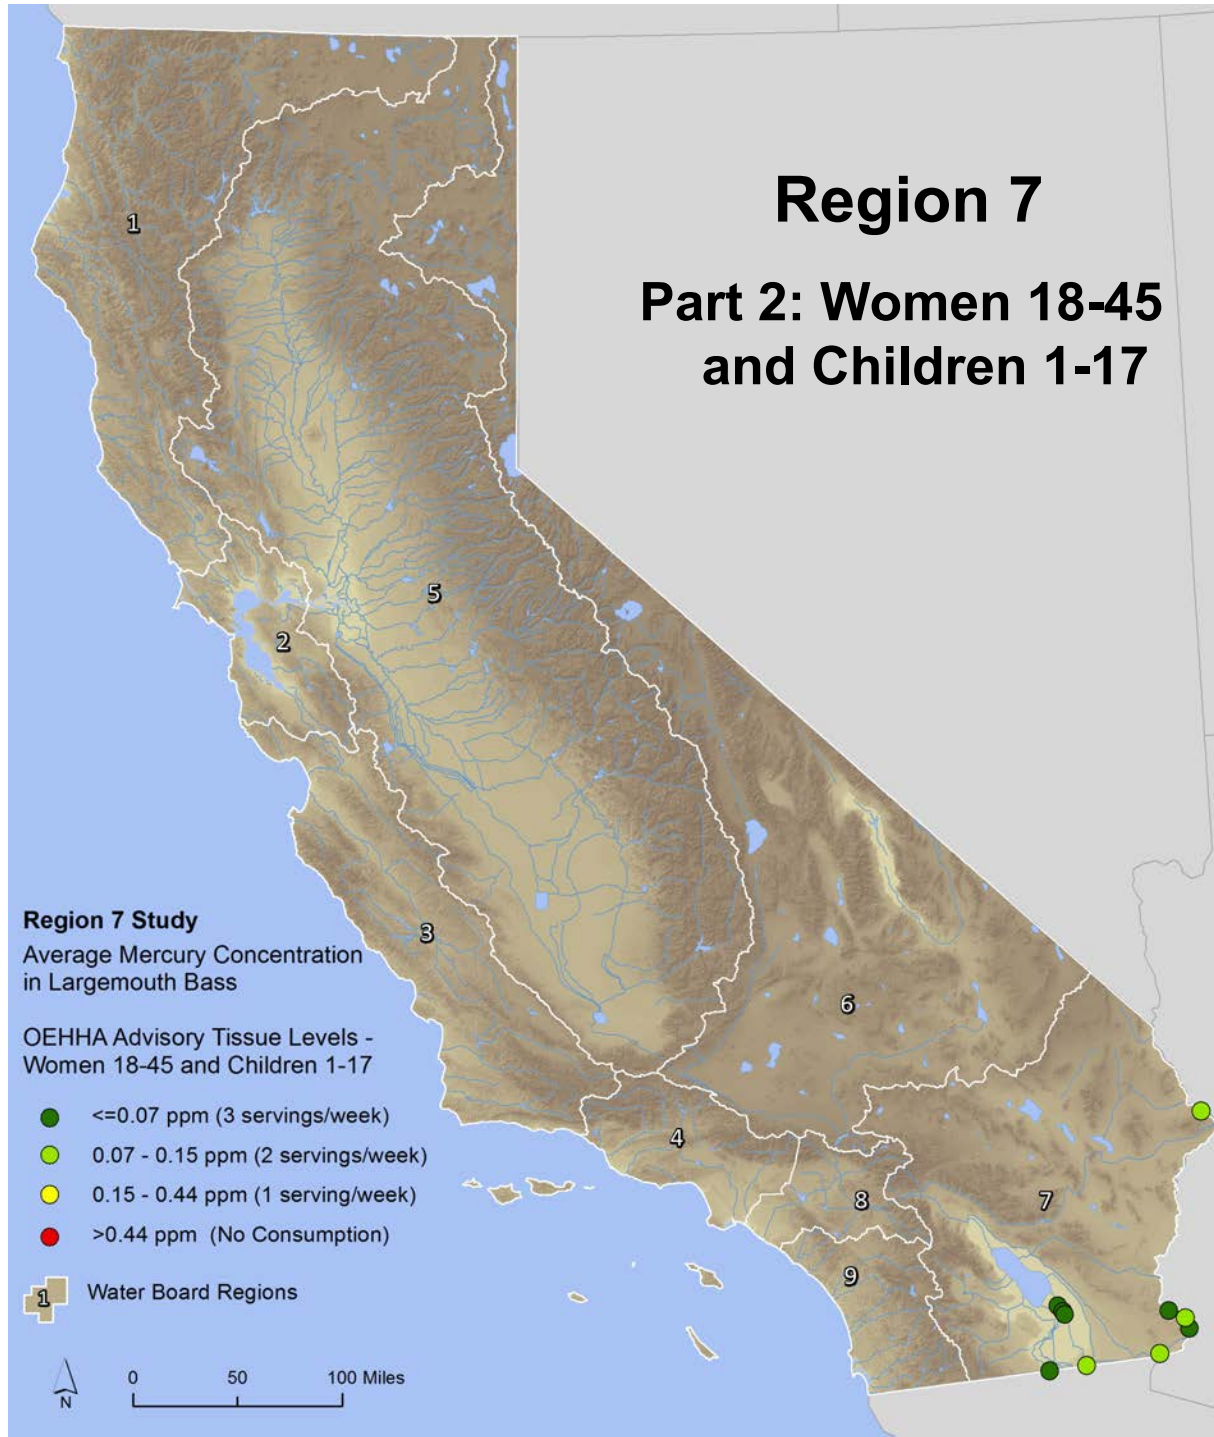 Region 7
Part 2: Women 18-45
and Children 1-17
1
5
2
3
6
4
7
8
9
Region 7 Study
Average Mercury Concentration
in Largemouth Bass
OEHHA Advisory Tissue Levels -
Women 18-45 and Children 1-17
<=0.07 ppm (3 servings/week)
0.07 - 0.15 ppm (2 servings/week)
0.15 - 0.44 ppm (1 serving/week)
>0.44 ppm (No Consumption)
1 Water Board Regions
N
0 50 100 Miles